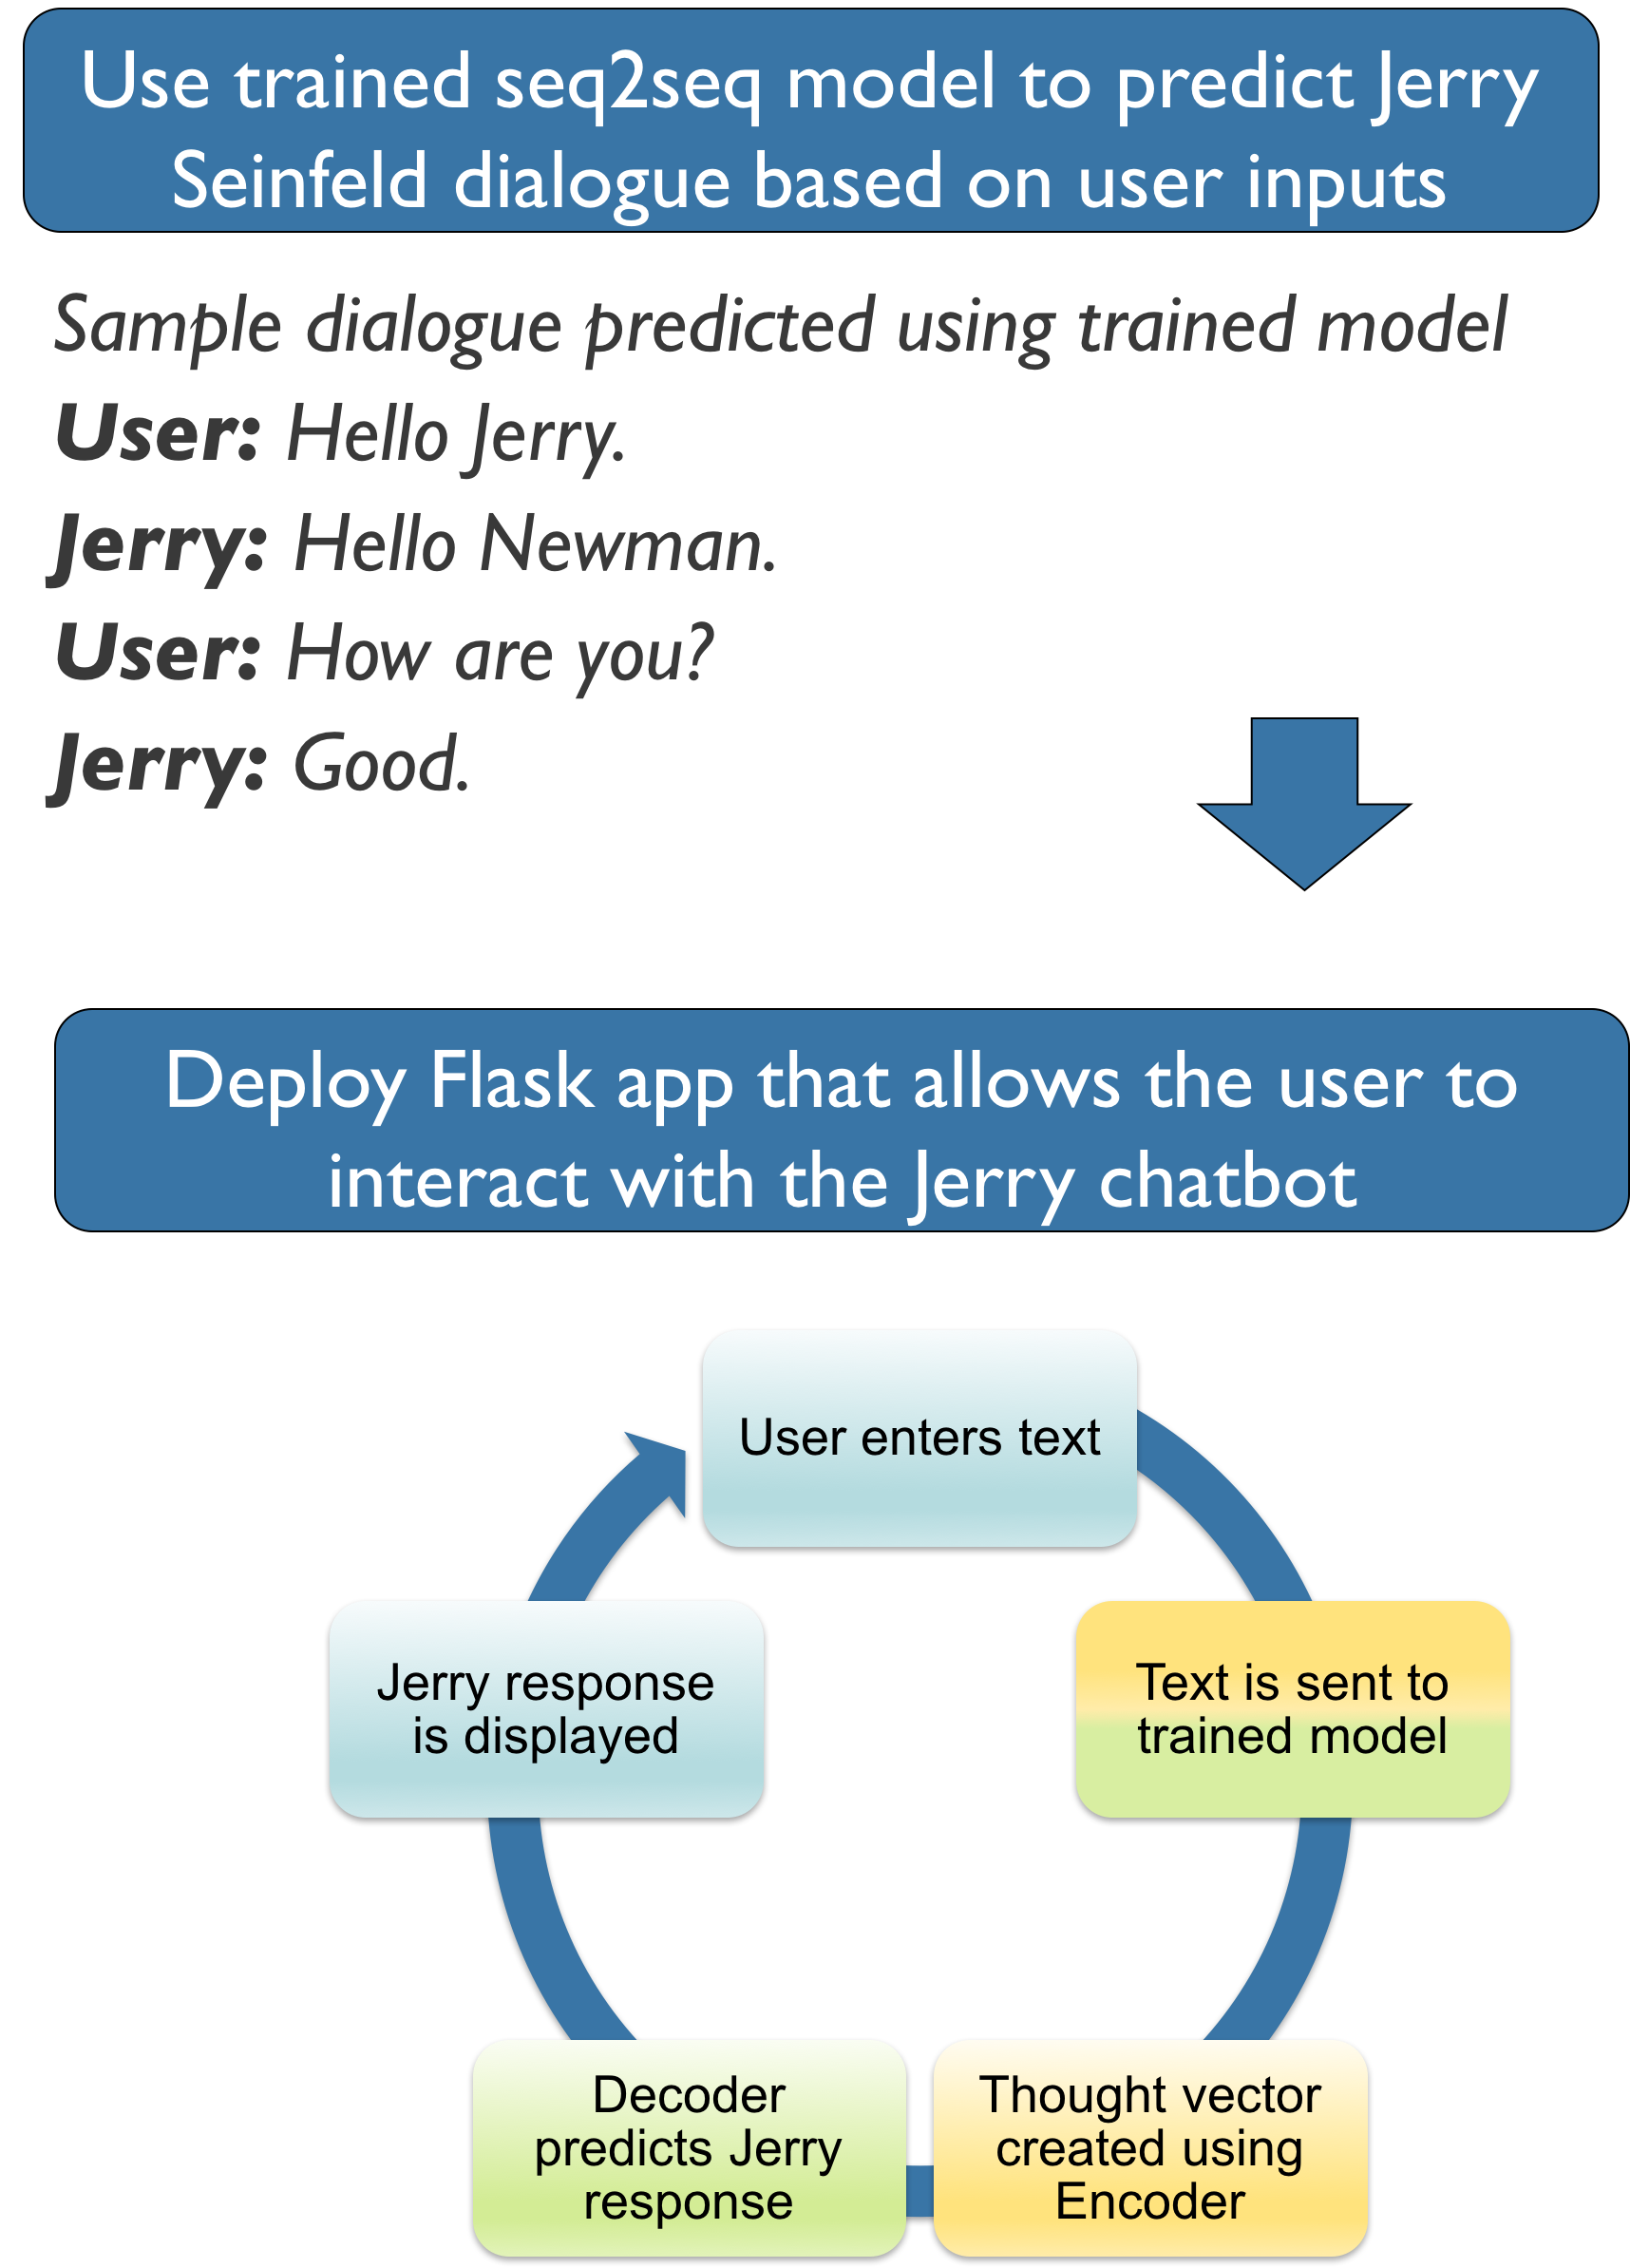 Use trained seq2seq model to predict Jerry
Seinfeld dialogue based on user inputs
Sample dialogue predicted using trained model
User: Hello Jerry.
Jerry: Hello Newman.
User: How are you?
Jerry: Good.
Deploy Flask app that allows the user to
interact with the Jerry chatbot
User enters text
Text is sent to
trained model
Thought vector
created using
Encoder
Decoder
predicts Jerry
response
Jerry response
is displayed